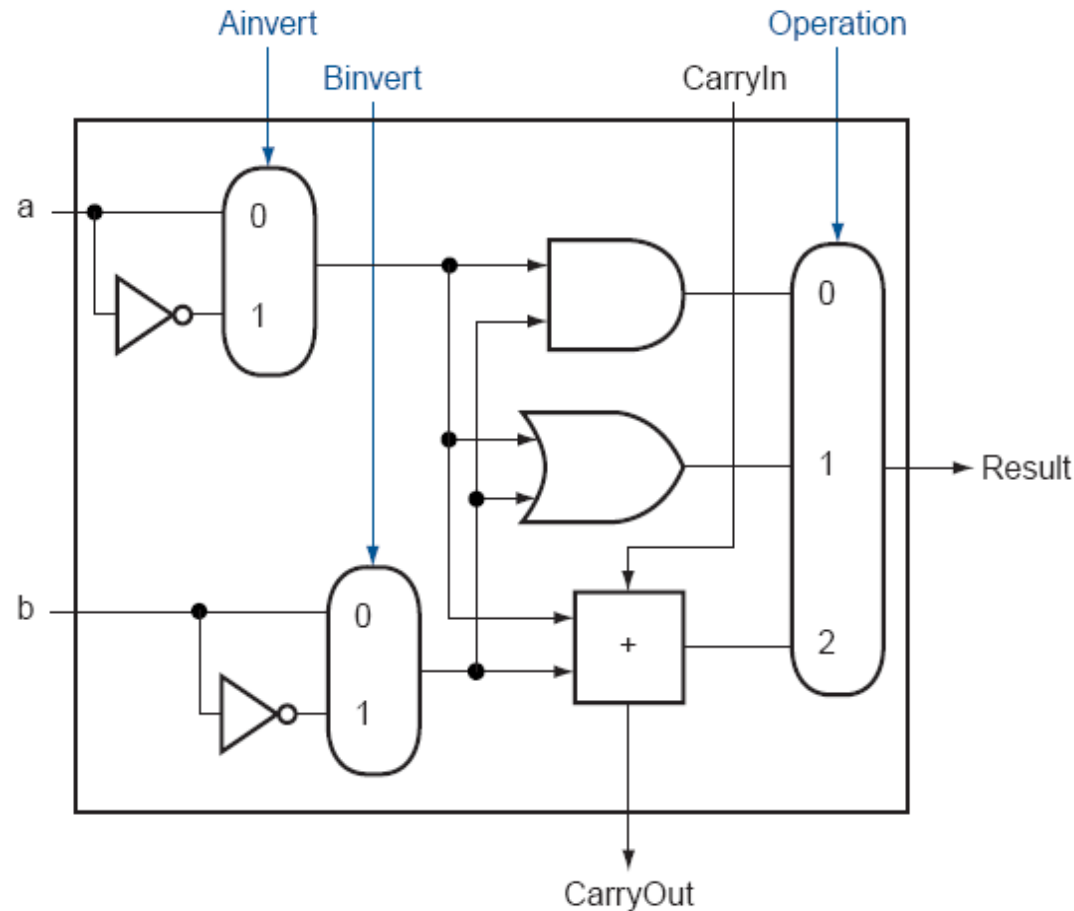 Ainvert
Operation
Binvert
CarryIn
a
0
1
0
1
Result
b
0
1
+
2
CarryOut